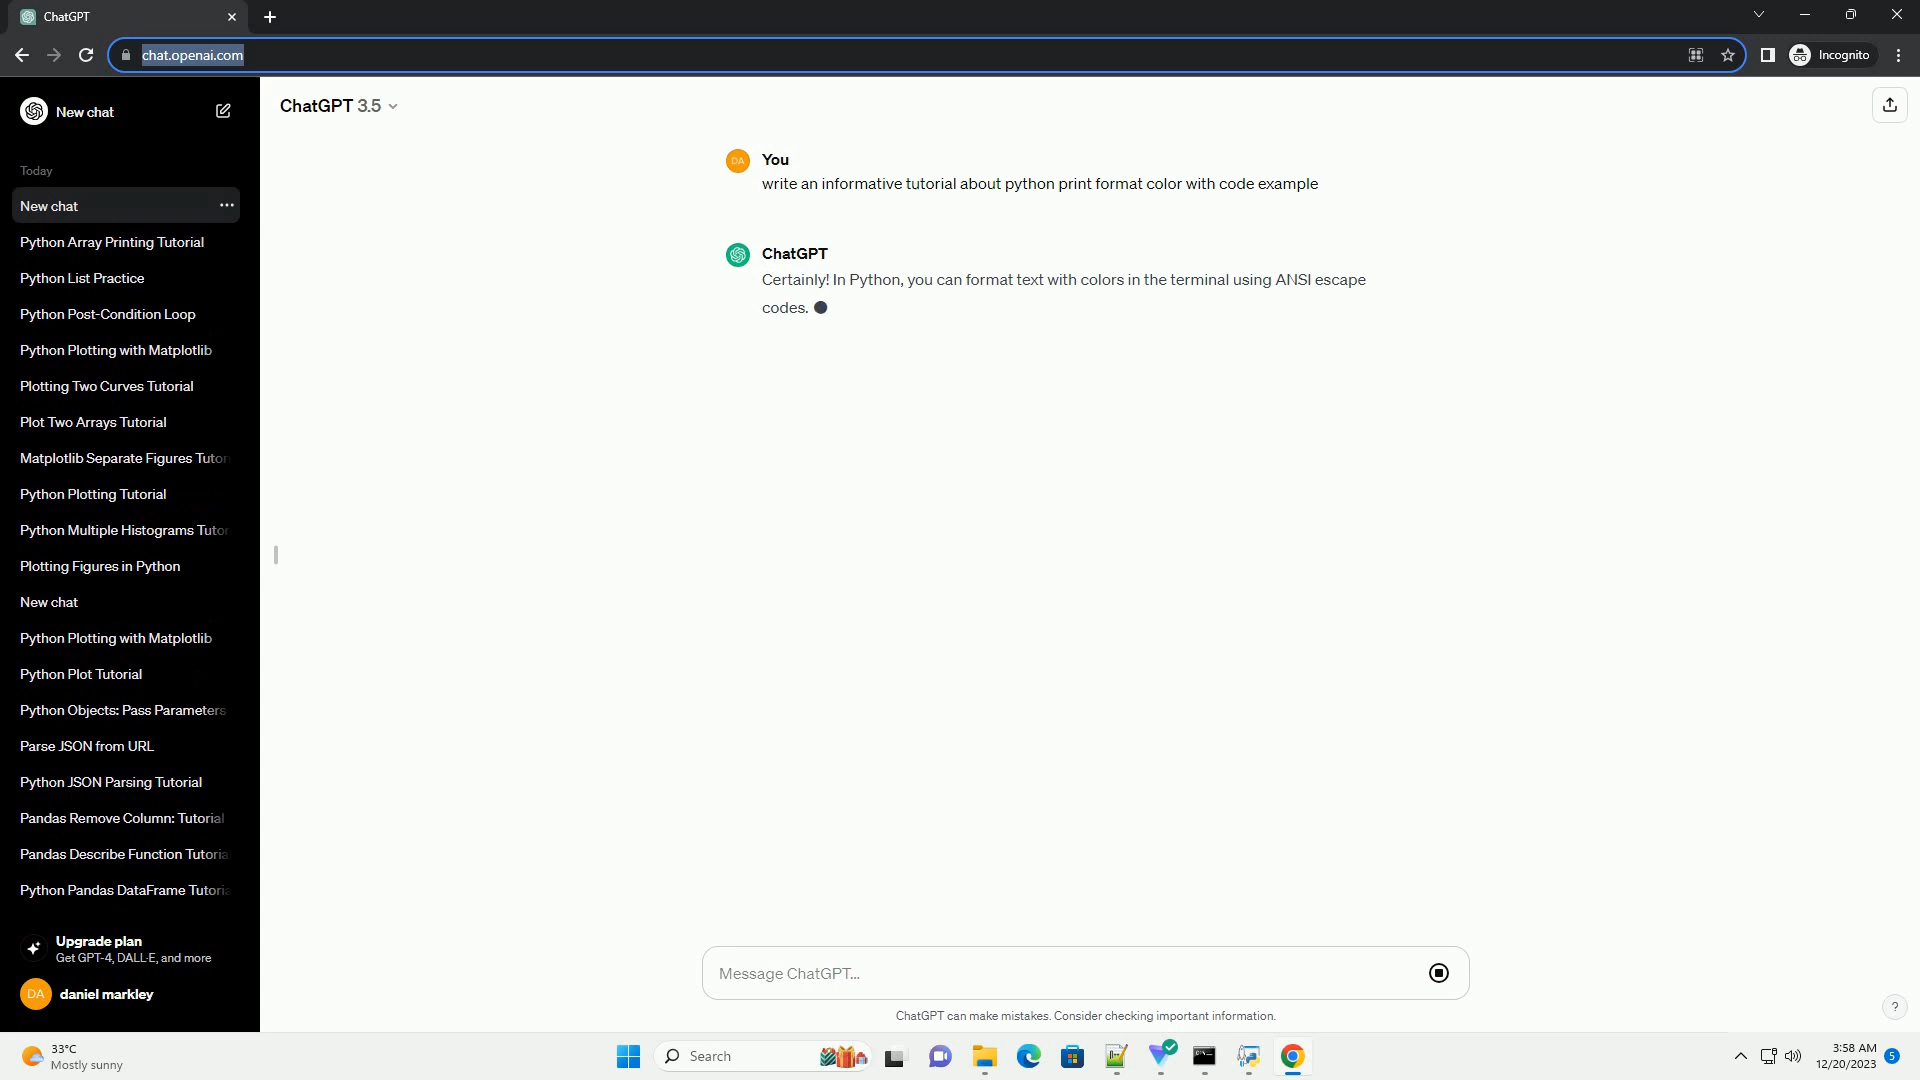 ChatGPT
chat.openai.com
Incognito
New chat
ChatGPT 3.5
Today
New chat
Python Array Printing Tutorial
Python List Practice
Python Post-Condition Loop
Python Plotting with Matplotlib
Plotting Two Curves Tutorial
Plot Two Arrays Tutorial
Matplotlib Separate Figures Tutor
Python Plotting Tutorial
Python Multiple Histograms Tutor
Plotting Figures in Python
New chat
Python Plotting with Matplotlib
Python Plot Tutorial
Python Objects: Pass Parameters
Parse JSON from URL
Python JSON Parsing Tutorial
Pandas Remove Column: Tutorial
Pandas Describe Function Tutoria
Python Pandas DataFrame Tutoria
Upgrade plan
Get GPT-4, DALL·E, and more
DA
daniel markley
DA
You
write an informative tutorial about python print format color with code example
ChatGPT
Certainly! In Python, you can format text with colors in the terminal using ANSI escape
codes.
Message ChatGPT...
ChatGPT can make mistakes. Consider checking important information.
?
33°C
Mostly sunny
Search
3:58 AM
12/20/2023
5